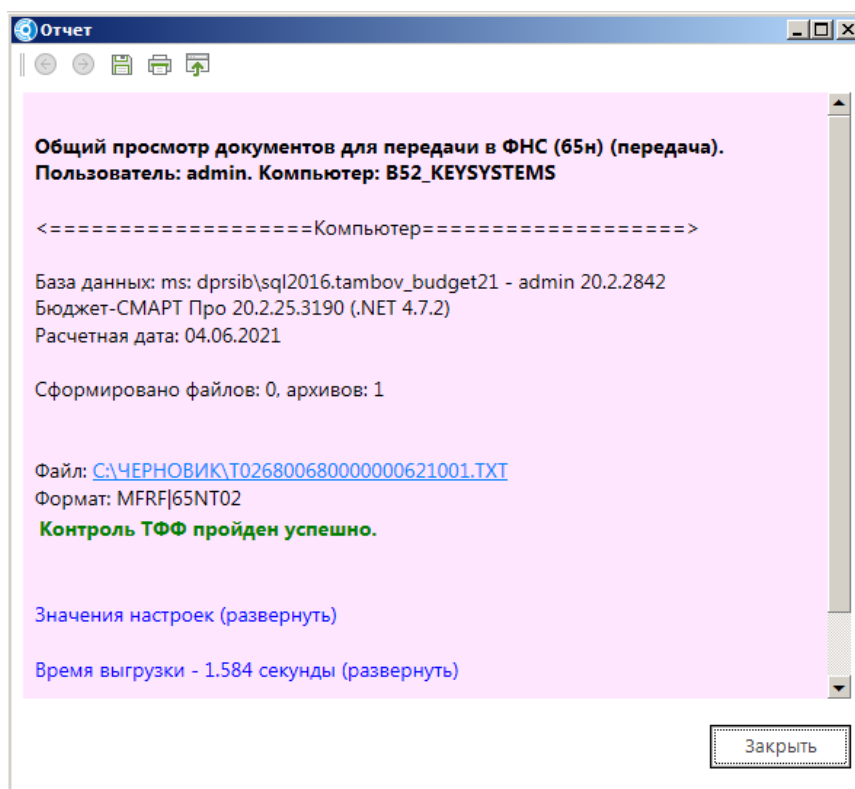 Отчет
Общий просмотр документов для передачи в ФНС (65н) (передача).
Пользователь: admin. Компьютер: B52_KEYSYSTEMS
<===================Компьютер===================>
База данных: ms: dprsib\sql2016.tambov_budget21 - admin 20.2.2842
Бюджет-СМАРТ Про 20.2.25.3190 (.NET 4.7.2)
Расчетная дата: 04.06.2021
Сформировано файлов: 0, архивов: 1
Файл: C:\ЧЕРНОВИК\T026800680000000621001.TXT
Формат: MFRF|65NT02
Контроль ТФФ пройден успешно.
Значения настроек (развернуть)
Время выгрузки - 1.584 секунды (развернуть)
Закрыть